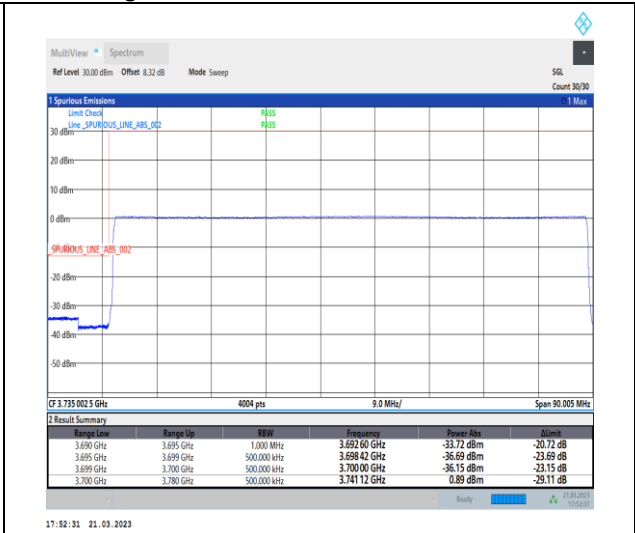 MultiView Spectrum
Ref Level 30.00 dBm Offset 8.32 dB Mode Sweep SGL
Count 30/30
1 Spurious Emissions 1 Max
Limit Check PASS
Line _SPURIOUS_LINE_ABS_002 PASS
30 dBm
20 dBm
10 dBm
0 dBm
_SPURIOUS_LINE_ABS_002
-20 dBm
-30 dBm
-40 dBm
-50 dBm
CF 3.735 002 5 GHz 4004 pts 9.0 MHz/ Span 90.005 MHz
2 Result Summary
Range Low Range Up RBW Frequency Power Abs ΔLimit
3.690 GHz 3.695 GHz 1.000 MHz 3.692 60 GHz -33.72 dBm -20.72 dB
3.695 GHz 3.699 GHz 500.000 kHz 3.698 42 GHz -36.69 dBm -23.69 dB
3.699 GHz 3.700 GHz 500.000 kHz 3.700 00 GHz -36.15 dBm -23.15 dB
3.700 GHz 3.780 GHz 500.000 kHz 3.741 12 GHz 0.89 dBm -29.11 dB
Ready 21.03.2023
17:52:31
17:52:31 21.03.2023